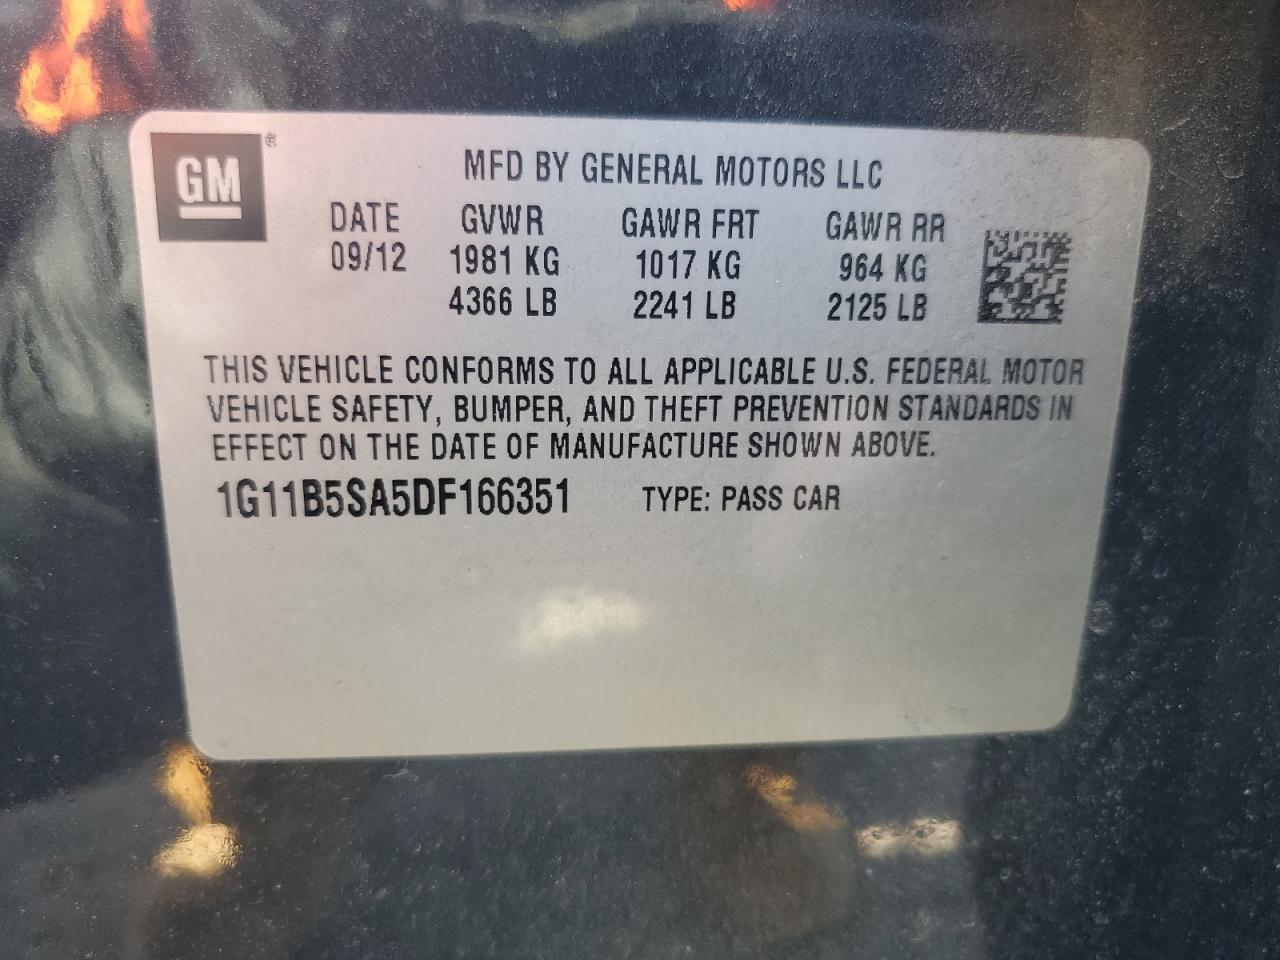 GM ®
MFD BY GENERAL MOTORS LLC
DATE GVWR GAWR FRT GAWR RR
09/12 1981 KG 1017 KG 964 KG
4366 LB 2241 LB 2125 LB
THIS VEHICLE CONFORMS TO ALL APPLICABLE U.S. FEDERAL MOTOR
VEHICLE SAFETY, BUMPER, AND THEFT PREVENTION STANDARDS IN
EFFECT ON THE DATE OF MANUFACTURE SHOWN ABOVE.
1G11B5SA5DF166351 TYPE: PASS CAR